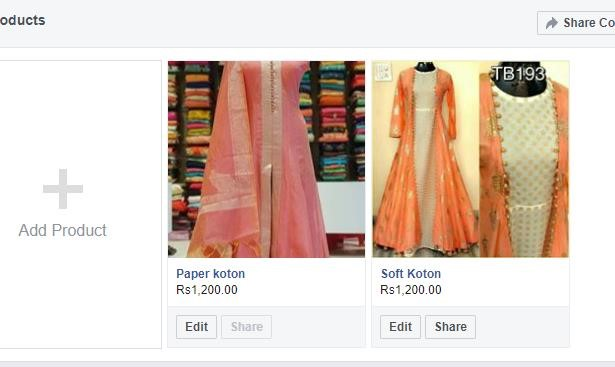 oducts
Share Co
Add Product
TB193
Paper koton
Rs1,200.00
Edit
Share
Soft Koton
Rs1,200.00
Edit
Share